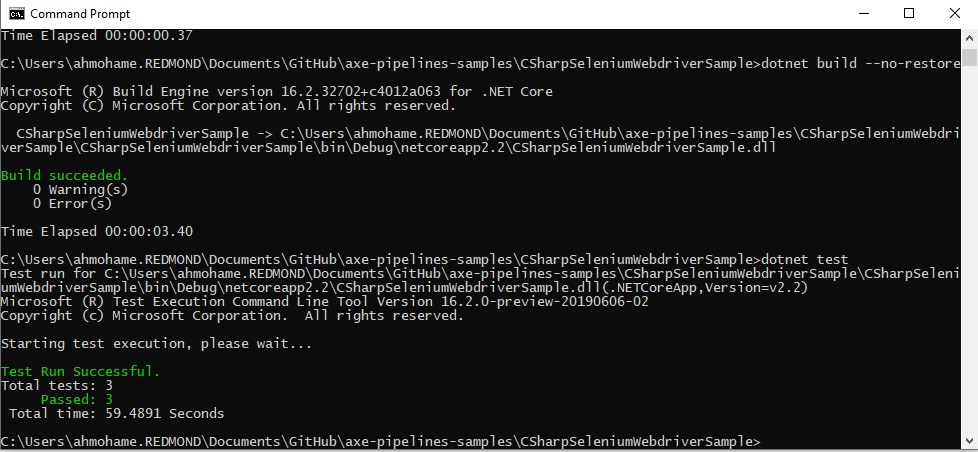 Command Prompt
Time Elapsed 00:00:00.37
C:\Users\ahmohame.REDMOND\Documents\GitHub\axe-pipelines-samples\CSharpSeleniumWebdriverSample>dotnet build --no-restore
Microsoft (R) Build Engine version 16.2.32702+c4012a063 for .NET Core
Copyright (C) Microsoft Corporation. All rights reserved.
  CSharpSeleniumWebdriverSample -> C:\Users\ahmohame.REDMOND\Documents\GitHub\axe-pipelines-samples\CSharpSeleniumWebdri
verSample\CSharpSeleniumWebdriverSample\bin\Debug\netcoreapp2.2\CSharpSeleniumWebdriverSample.dll
Build succeeded.
    0 Warning(s)
    0 Error(s)
Time Elapsed 00:00:03.40
C:\Users\ahmohame.REDMOND\Documents\GitHub\axe-pipelines-samples\CSharpSeleniumWebdriverSample>dotnet test
Test run for C:\Users\ahmohame.REDMOND\Documents\GitHub\axe-pipelines-samples\CSharpSeleniumWebdriverSample\CSharpSeleni
umWebdriverSample\bin\Debug\netcoreapp2.2\CSharpSeleniumWebdriverSample.dll(.NETCoreApp,Version=v2.2)
Microsoft (R) Test Execution Command Line Tool Version 16.2.0-preview-20190606-02
Copyright (c) Microsoft Corporation.  All rights reserved.
Starting test execution, please wait...
Test Run Successful.
Total tests: 3
     Passed: 3
 Total time: 59.4891 Seconds
C:\Users\ahmohame.REDMOND\Documents\GitHub\axe-pipelines-samples\CSharpSeleniumWebdriverSample>